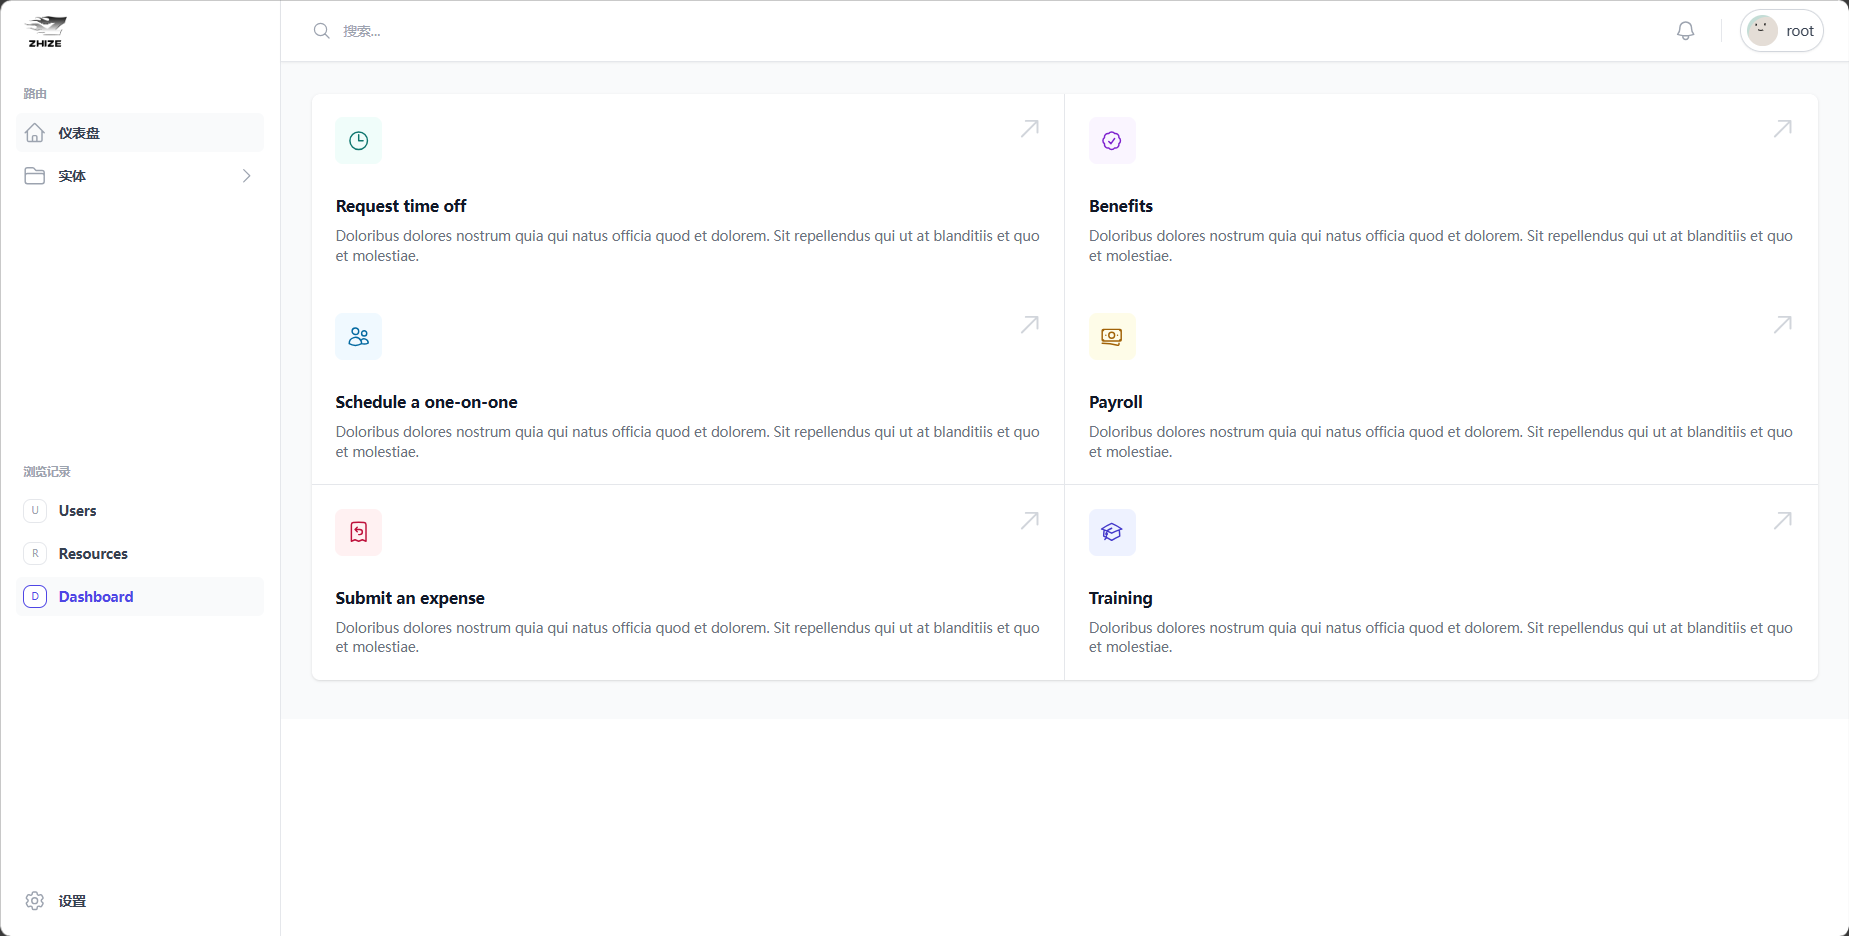 ZHIZE
搜索...
root
路由
仪表盘
实体
浏览记录
U Users
R Resources
D Dashboard
设置
Request time off
Doloribus dolores nostrum quia qui natus officia quod et dolorem. Sit repellendus qui ut at blanditiis et quo
et molestiae.
Benefits
Doloribus dolores nostrum quia qui natus officia quod et dolorem. Sit repellendus qui ut at blanditiis et quo
et molestiae.
Schedule a one-on-one
Doloribus dolores nostrum quia qui natus officia quod et dolorem. Sit repellendus qui ut at blanditiis et quo
et molestiae.
Payroll
Doloribus dolores nostrum quia qui natus officia quod et dolorem. Sit repellendus qui ut at blanditiis et quo
et molestiae.
Submit an expense
Doloribus dolores nostrum quia qui natus officia quod et dolorem. Sit repellendus qui ut at blanditiis et quo
et molestiae.
Training
Doloribus dolores nostrum quia qui natus officia quod et dolorem. Sit repellendus qui ut at blanditiis et quo
et molestiae.